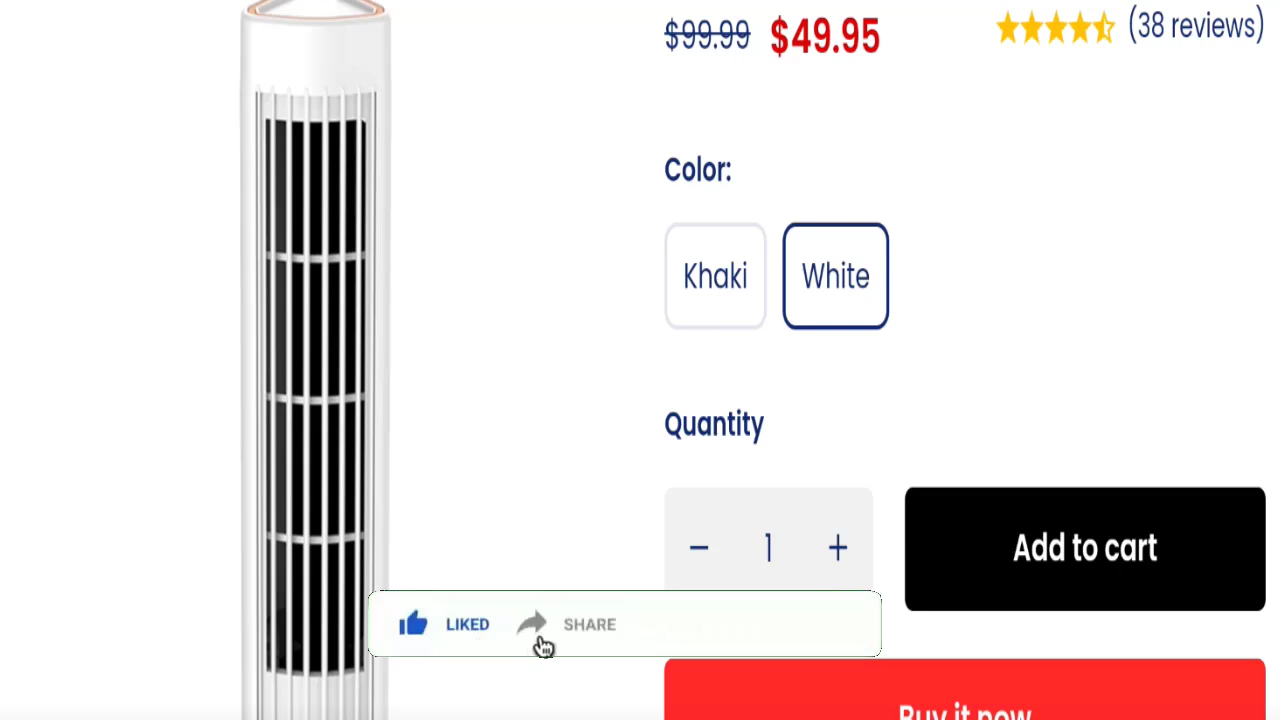 $99.99 $49.95 (38 reviews)
Color:
Khaki White
Quantity
− 1 + Add to cart
LIKED SHARE
Buy it now